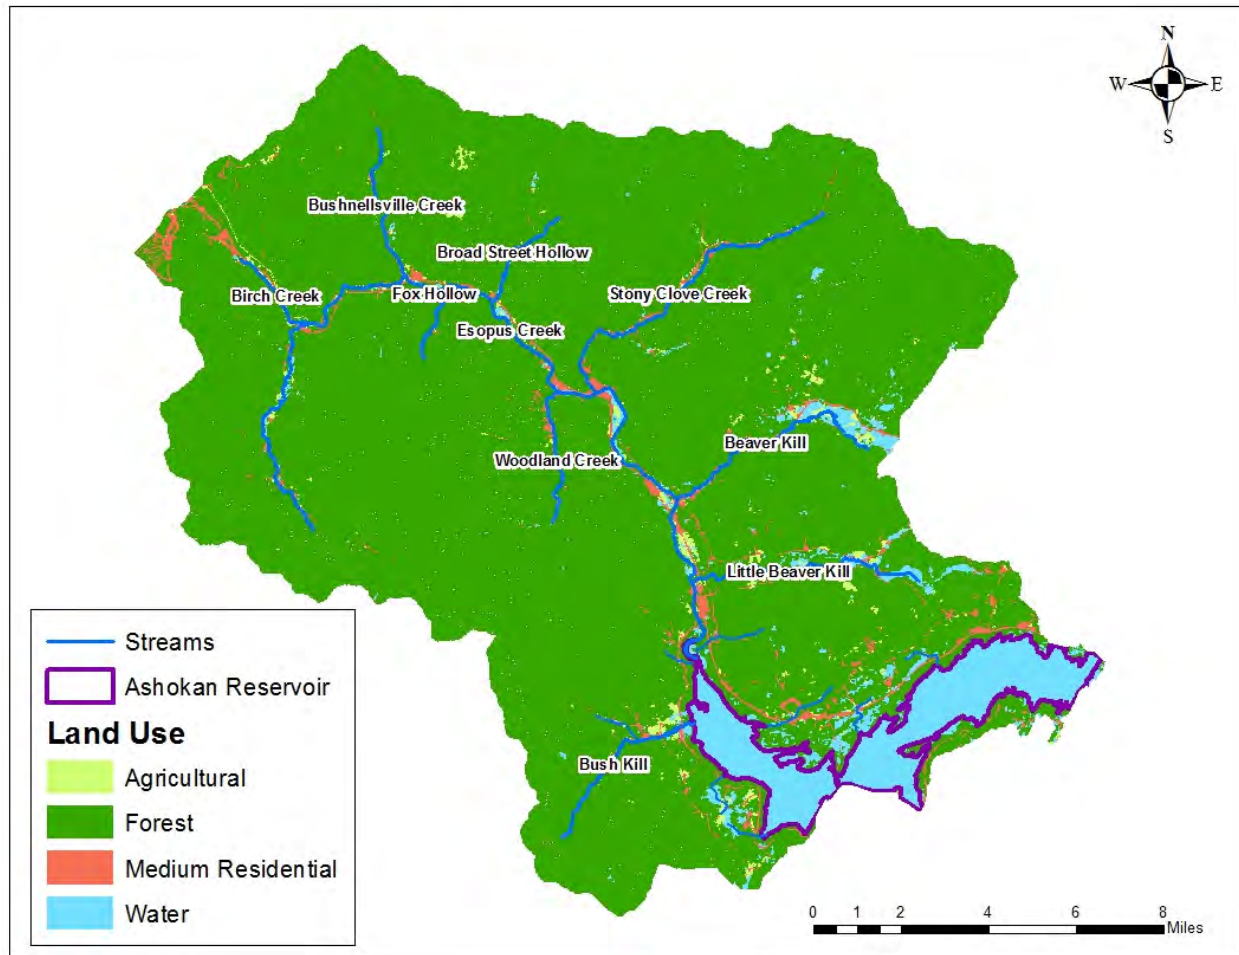 N
W
E
S
Bushnellsville Creek
Broad Street Hollow
Birch Creek
Fox Hollow
Stony Clove Creek
Esopus Creek
Beaver Kill
Woodland Creek
Little Beaver Kill
Bush Kill
Streams
Ashokan Reservoir
Land Use
Agricultural
Forest
Medium Residential
Water
0 1 2 4 6 8
Miles